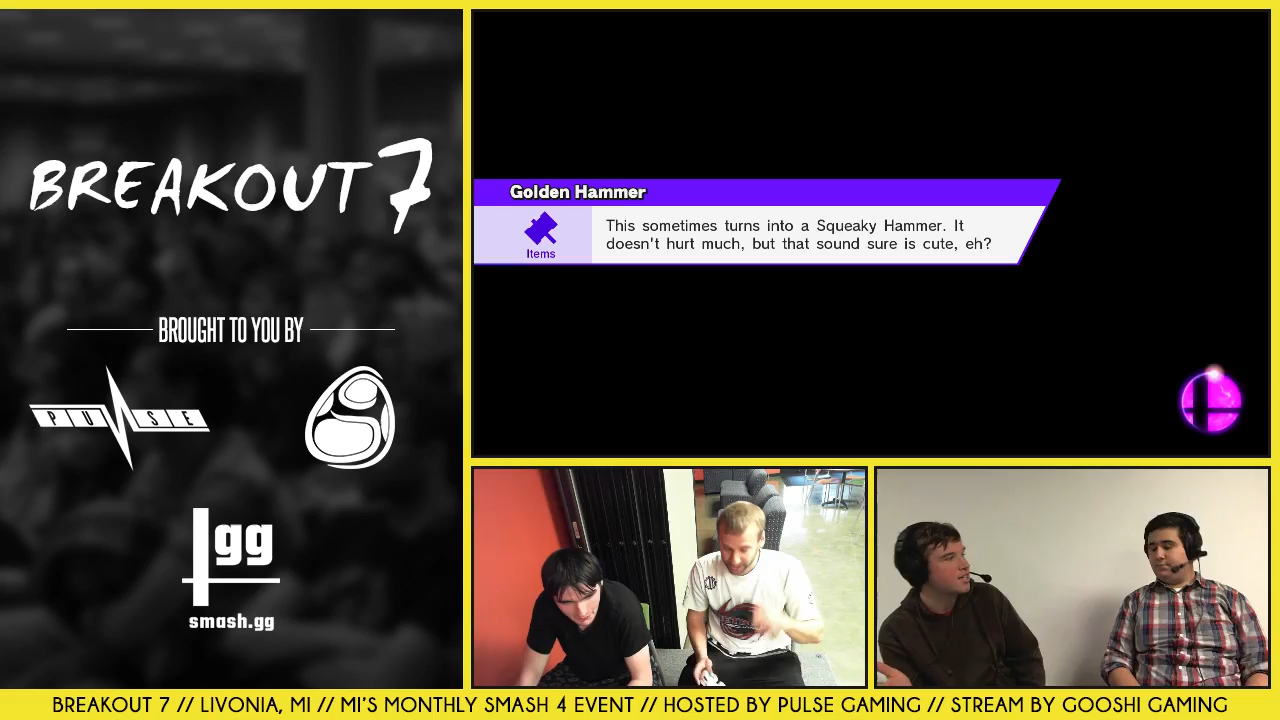 BREAKOUT 7
BROUGHT TO YOU BY
PULSE
gg
smash.gg
Golden Hammer
Items
This sometimes turns into a Squeaky Hammer. It
doesn't hurt much, but that sound sure is cute, eh?
BREAKOUT 7 // LIVONIA, MI // MI'S MONTHLY SMASH 4 EVENT // HOSTED BY PULSE GAMING // STREAM BY GOOSHI GAMING